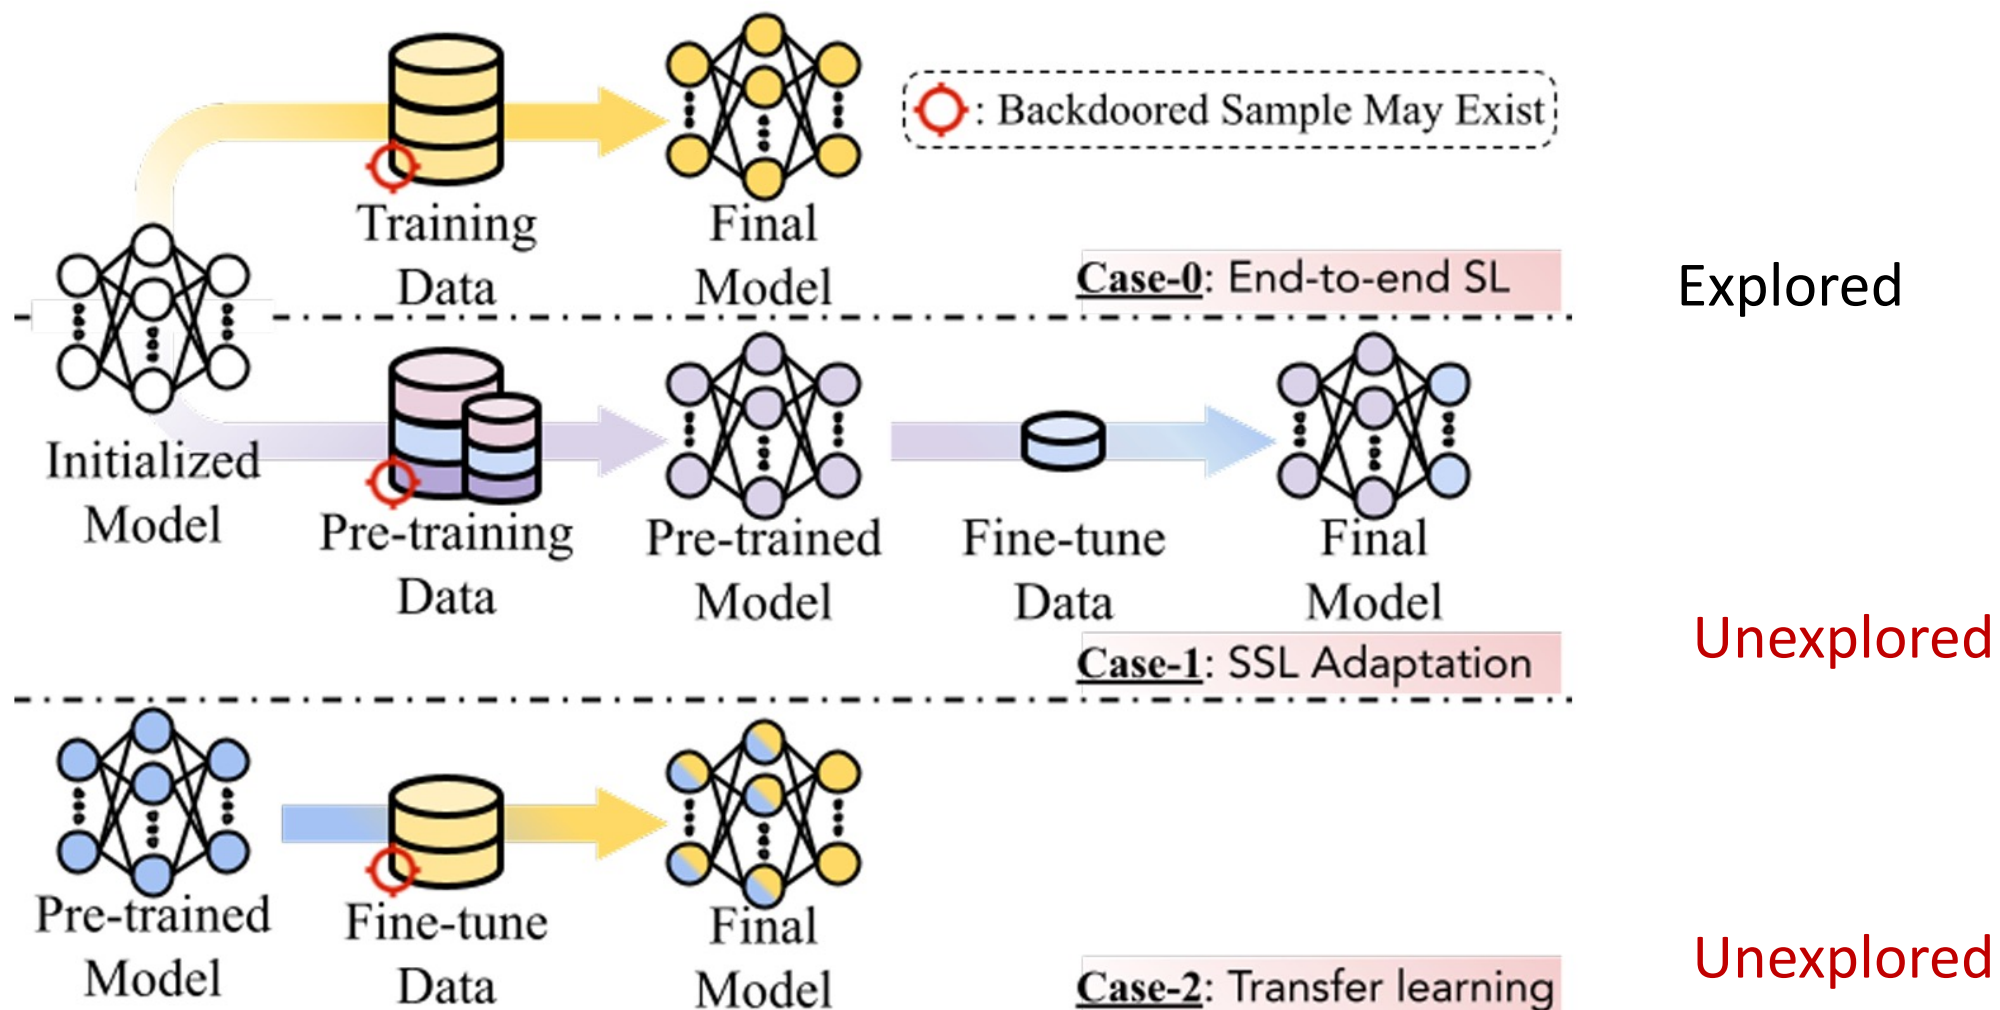 : Backdoored Sample May Exist
Training
Data
Final
Model
Case-0: End-to-end SL
Explored
Initialized
Model
Pre-training
Data
Pre-trained
Model
Fine-tune
Data
Final
Model
Case-1: SSL Adaptation
Unexplored
Pre-trained
Model
Fine-tune
Data
Final
Model
Case-2: Transfer learning
Unexplored